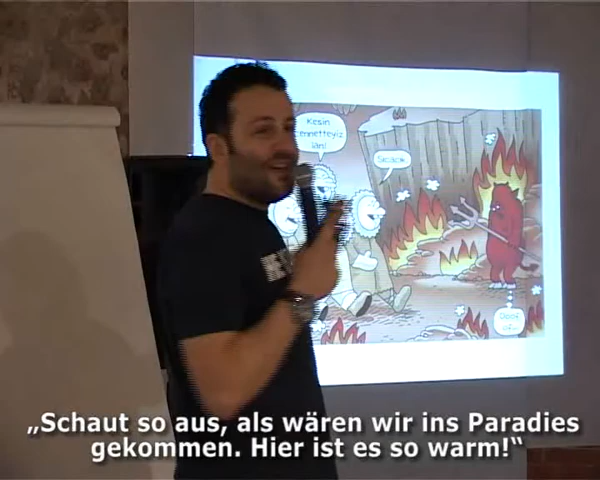 Kesin
cennetteyiz
lan!
Sıcacık
„Schaut so aus, als wären wir ins Paradies
gekommen. Hier ist es so warm!“